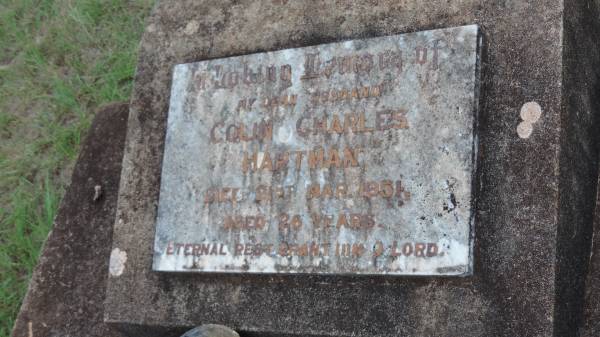 In Loving Memory of
MY DEAR HUSBAND
COLIN CHARLES
HARTMAN
DIED 21ST MAR. 1951.
AGED 26 YEARS.
ETERNAL REST GRANT HIM O LORD.